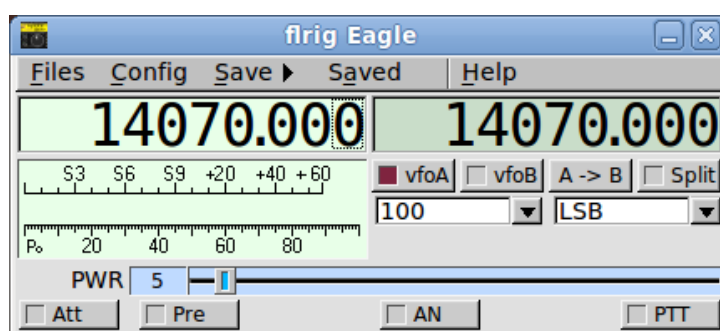 flrig Eagle
Files Config Save Saved Help
14070.000 14070.000
S3 S6 S9 +20 +40 +60
vfoA vfoB A -> B Split
100 LSB
Po 20 40 60 80
PWR 5
Att Pre AN PTT